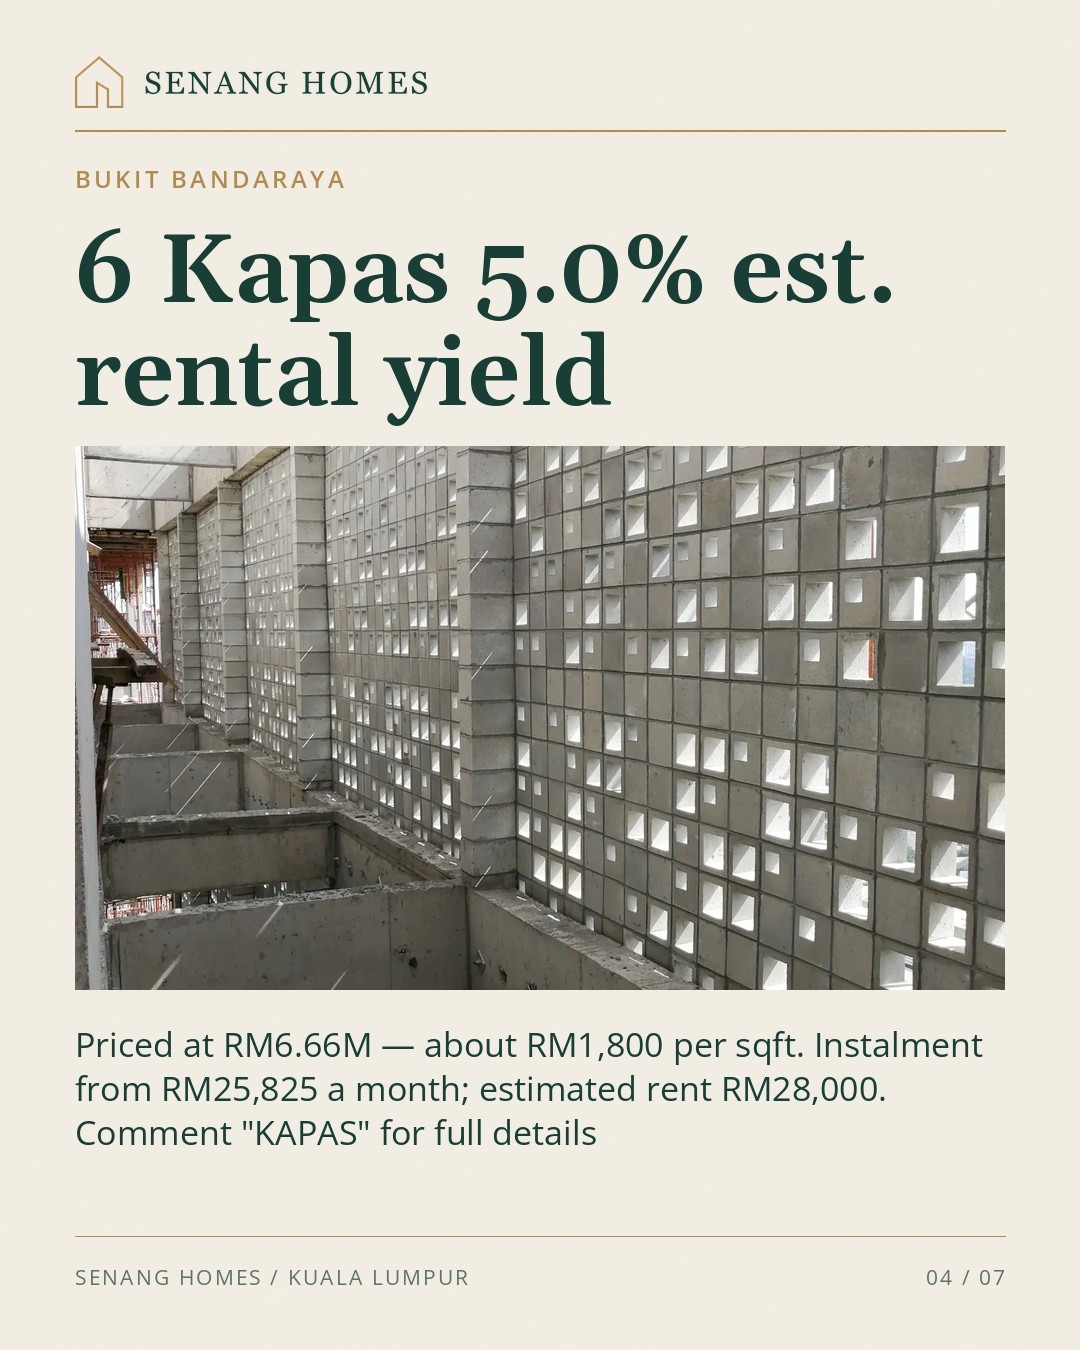 SENANG HOMES
BUKIT BANDARAYA
6 Kapas 5.0% est.
rental yield
Priced at RM6.66M — about RM1,800 per sqft. Instalment
from RM25,825 a month; estimated rent RM28,000.
Comment "KAPAS" for full details
SENANG HOMES / KUALA LUMPUR
04 / 07